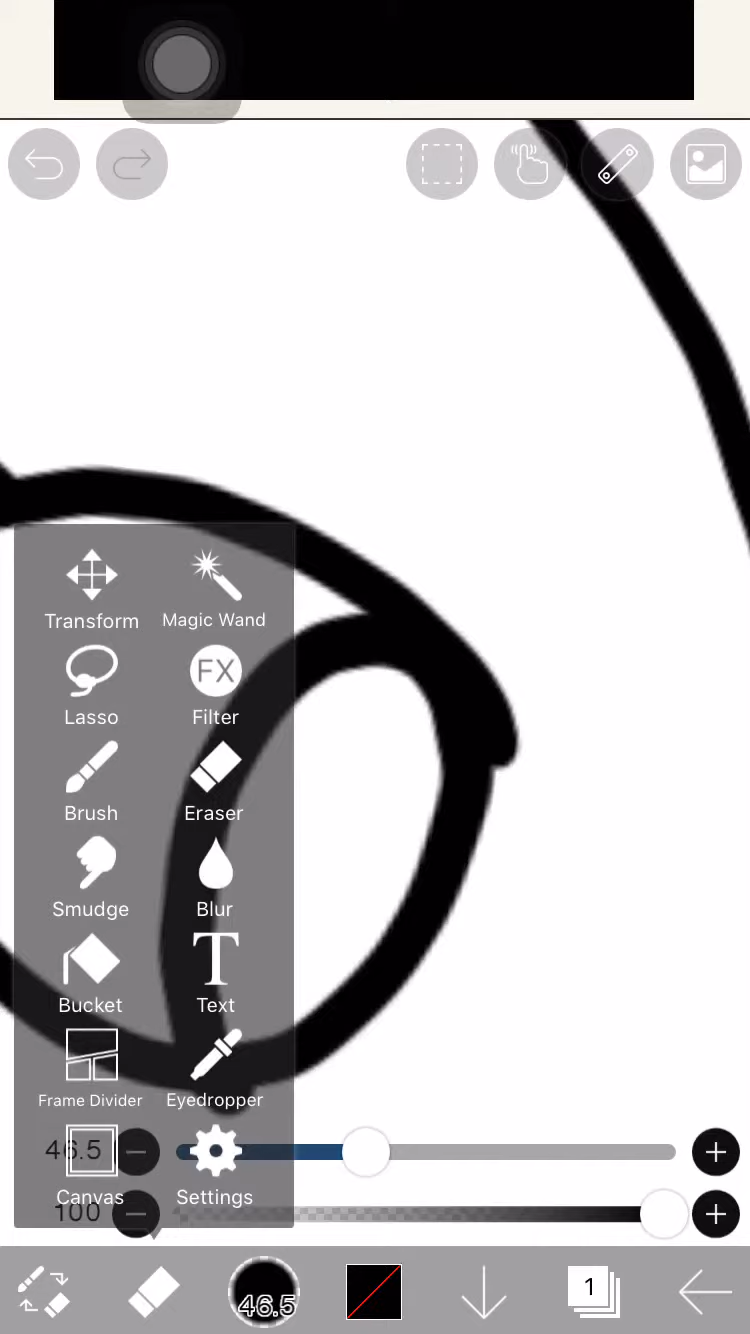 Transform Magic Wand
Lasso Filter
FX
Brush Eraser
Smudge Blur
Bucket Text
T
Frame Divider Eyedropper
46.5
Canvas Settings
100
46.5
1